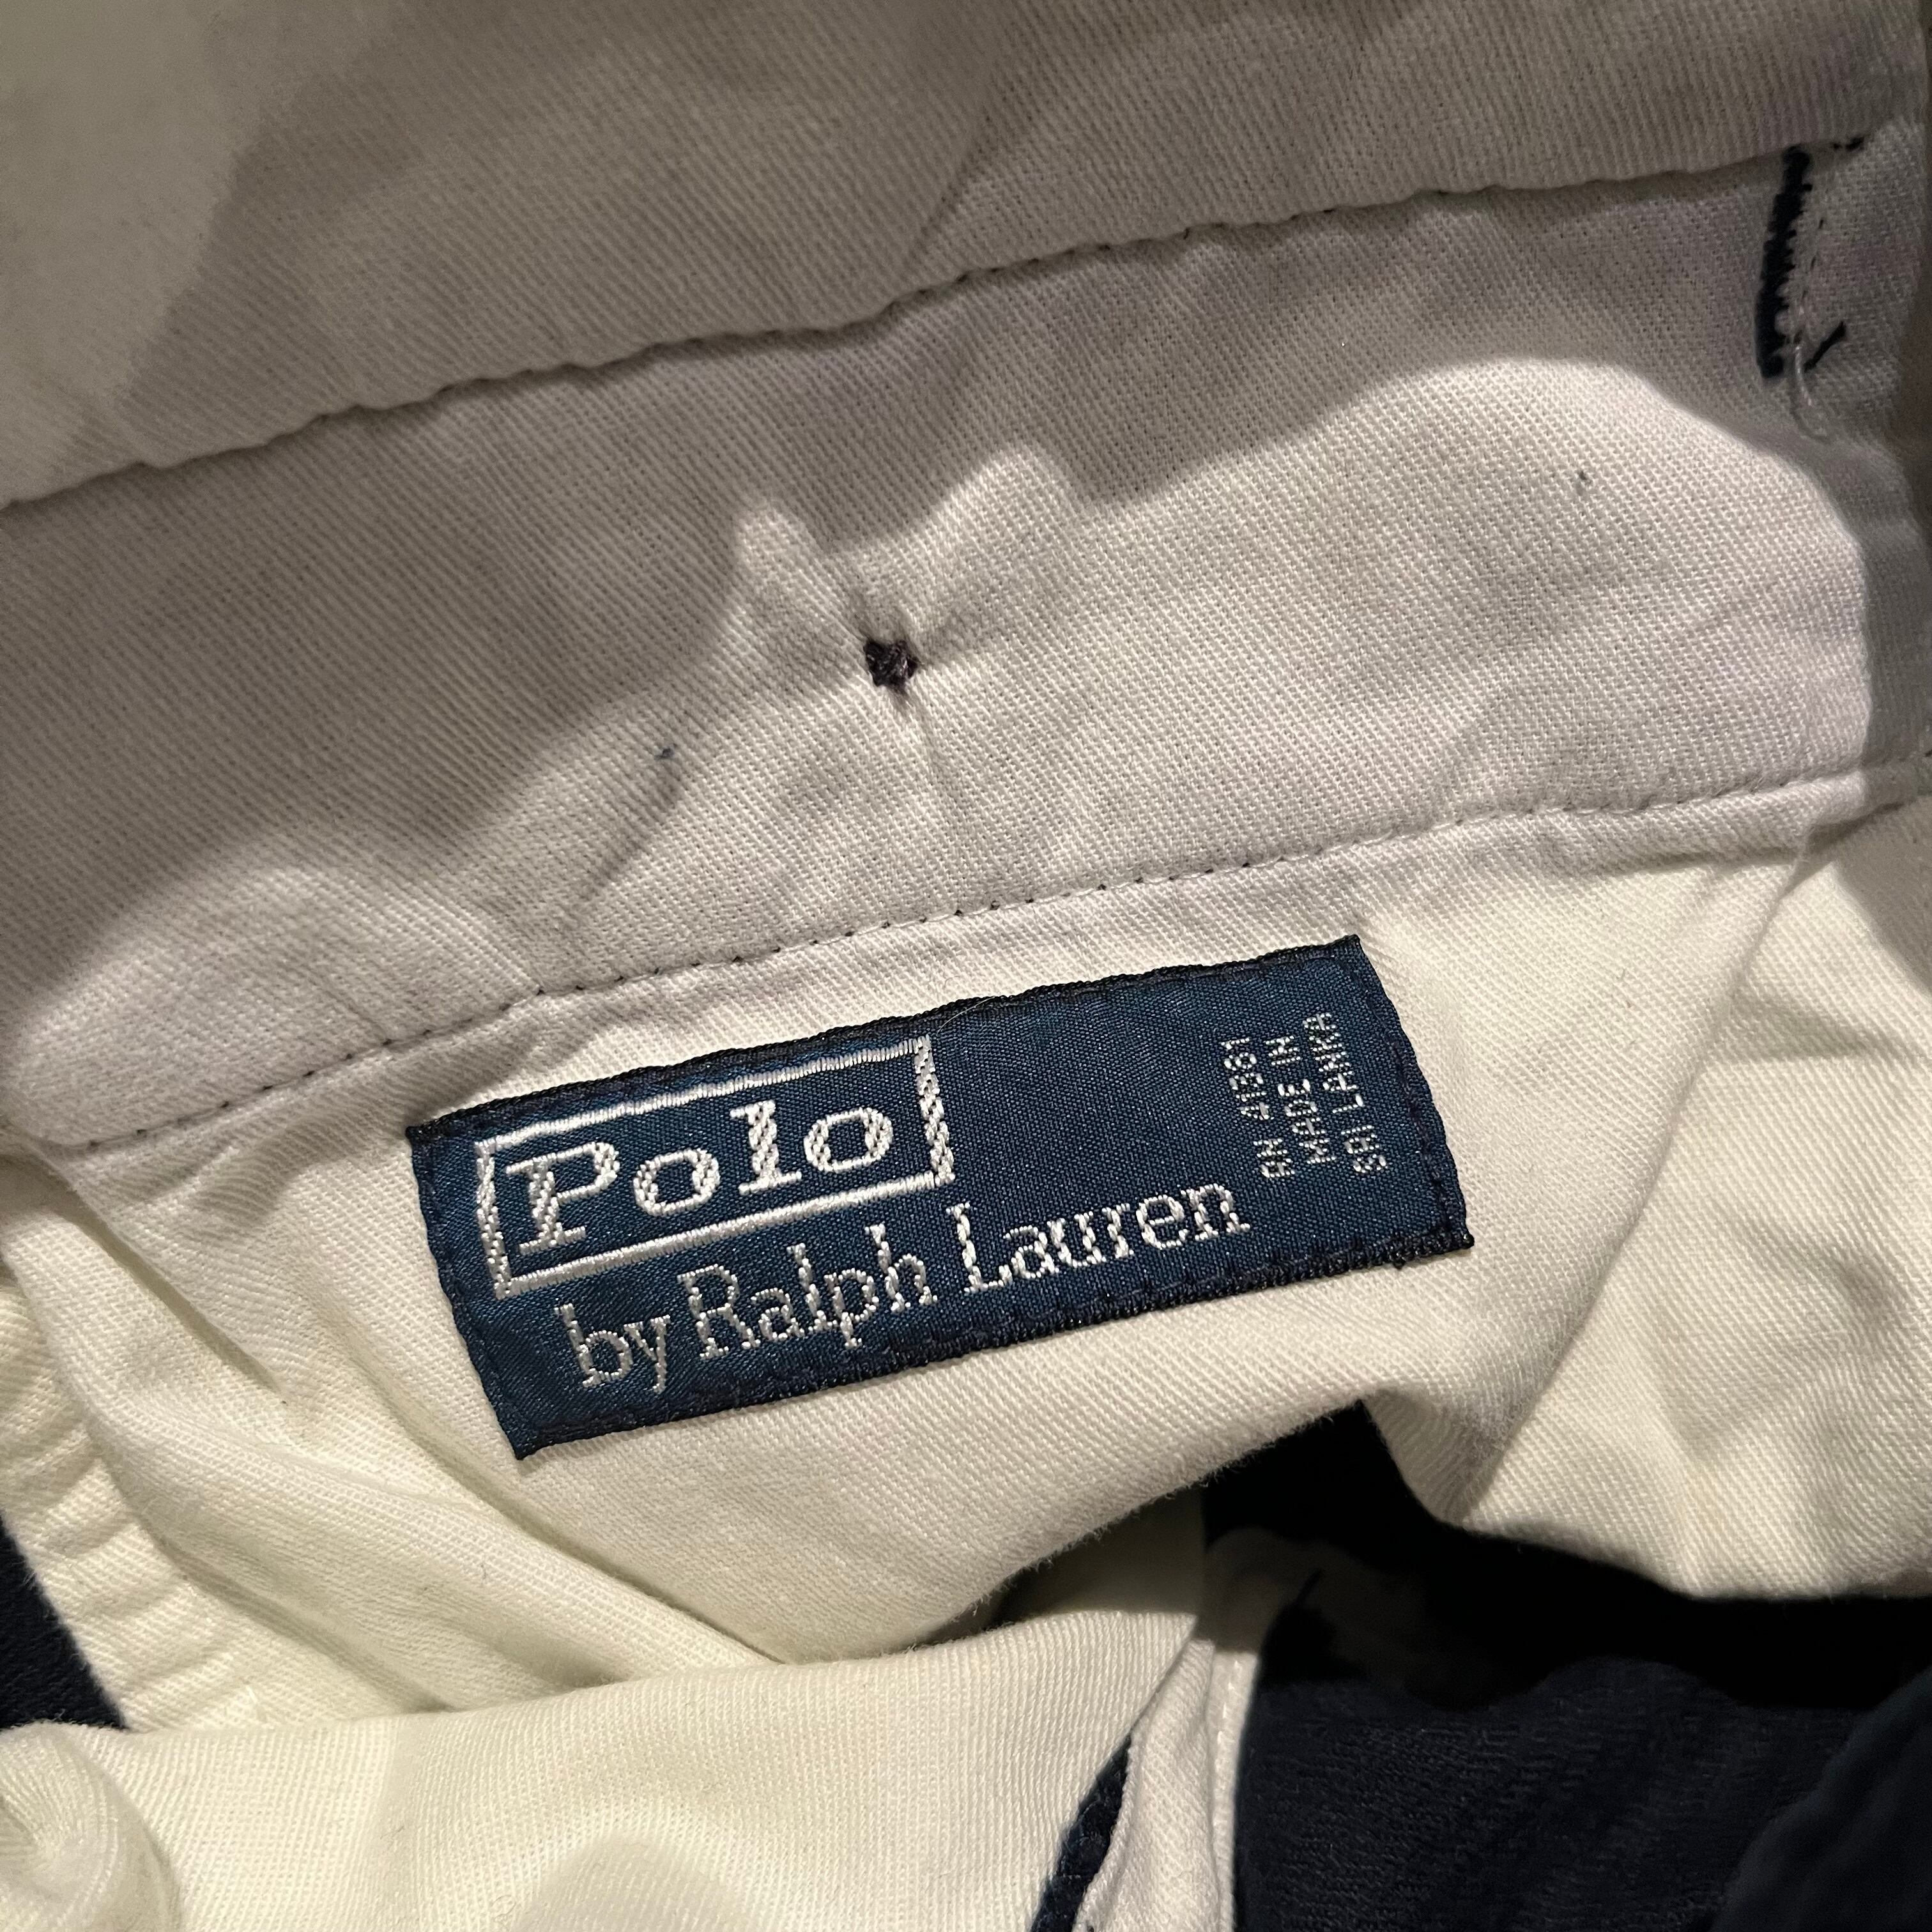 Polo
by Ralph Lauren
RN 41381
MADE IN
SRI LANKA